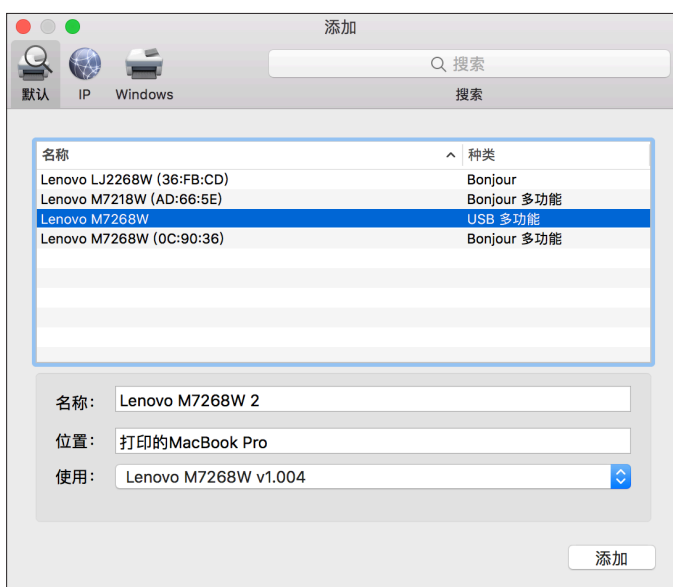 添加
搜索
默认 IP Windows 搜索
名称 种类
Lenovo LJ2268W (36:FB:CD) Bonjour
Lenovo M7218W (AD:66:5E) Bonjour 多功能
Lenovo M7268W USB 多功能
Lenovo M7268W (0C:90:36) Bonjour 多功能
名称: Lenovo M7268W 2
位置: 打印的MacBook Pro
使用: Lenovo M7268W v1.004
添加